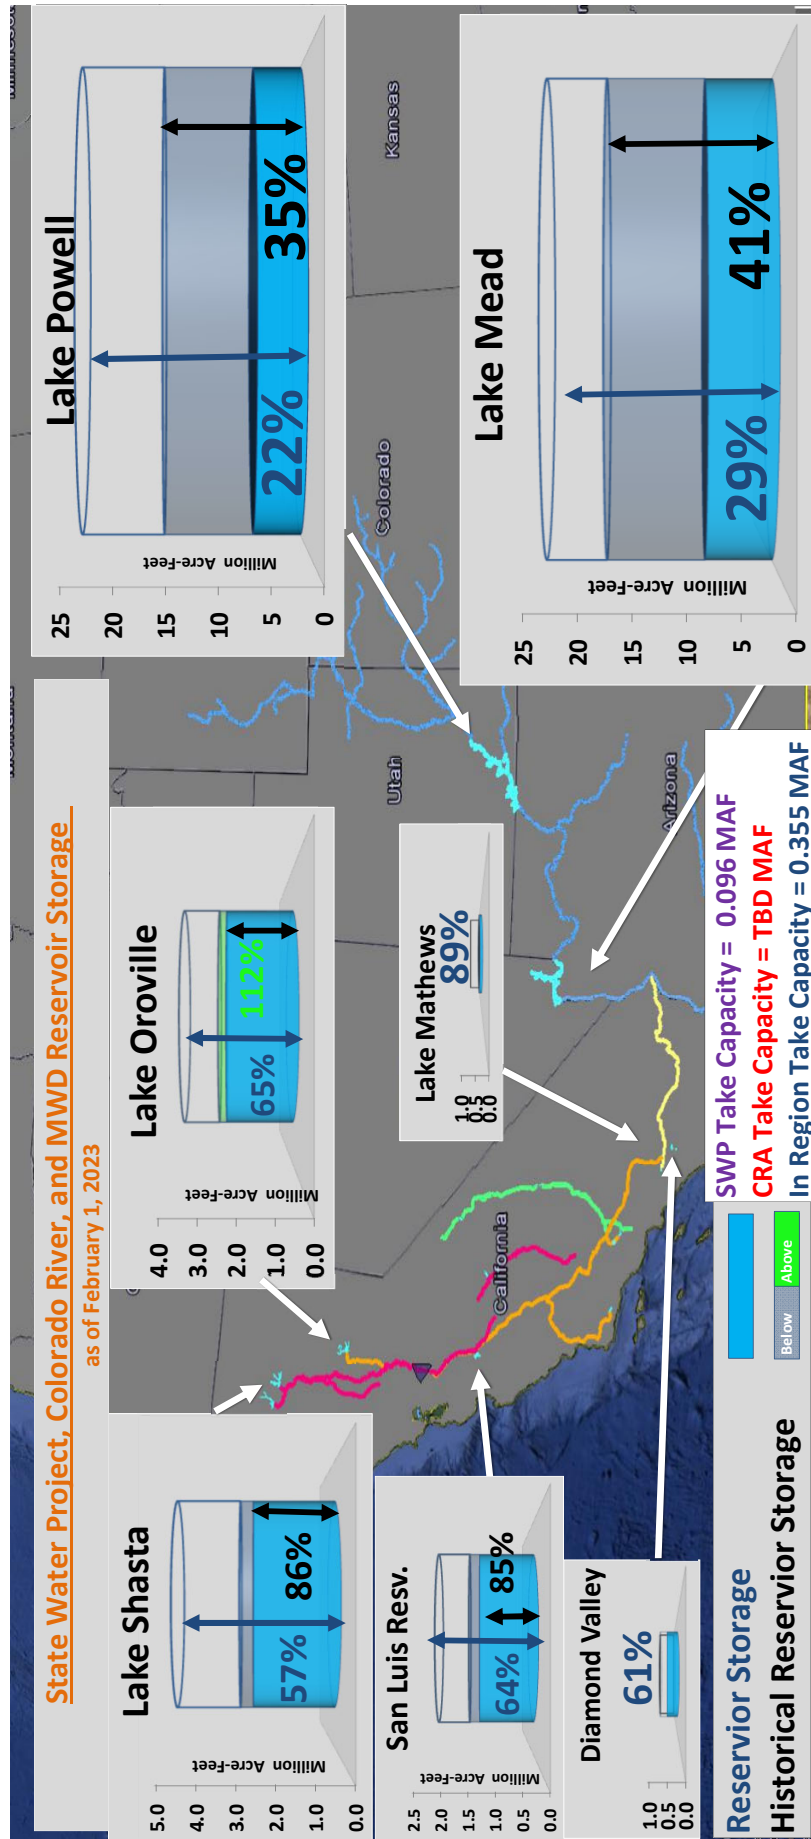 State Water Project, Colorado River, and MWD Reservoir Storage
as of February 1, 2023
Lake Shasta
Million Acre-Feet
5.0
4.0
3.0
2.0
1.0
0.0
57%
86%
Lake Oroville
Million Acre-Feet
4.0
3.0
2.0
1.0
0.0
65%
112%
Lake Powell
Million Acre-Feet
25
20
15
10
5
0
22%
35%
San Luis Resv.
Million Acre-Feet
2.5
2.0
1.5
1.0
0.5
0.0
64%
85%
Lake Mathews
1.0
0.5
0.0
89%
Lake Mead
Million Acre-Feet
25
20
15
10
5
0
29%
41%
Diamond Valley
1.0
0.5
0.0
61%
California
Utah
Colorado
Kansas
Arizona
Reservior Storage
Historical Reservior Storage
Below
Above
SWP Take Capacity = 0.096 MAF
CRA Take Capacity = TBD MAF
In Region Take Capacity = 0.355 MAF